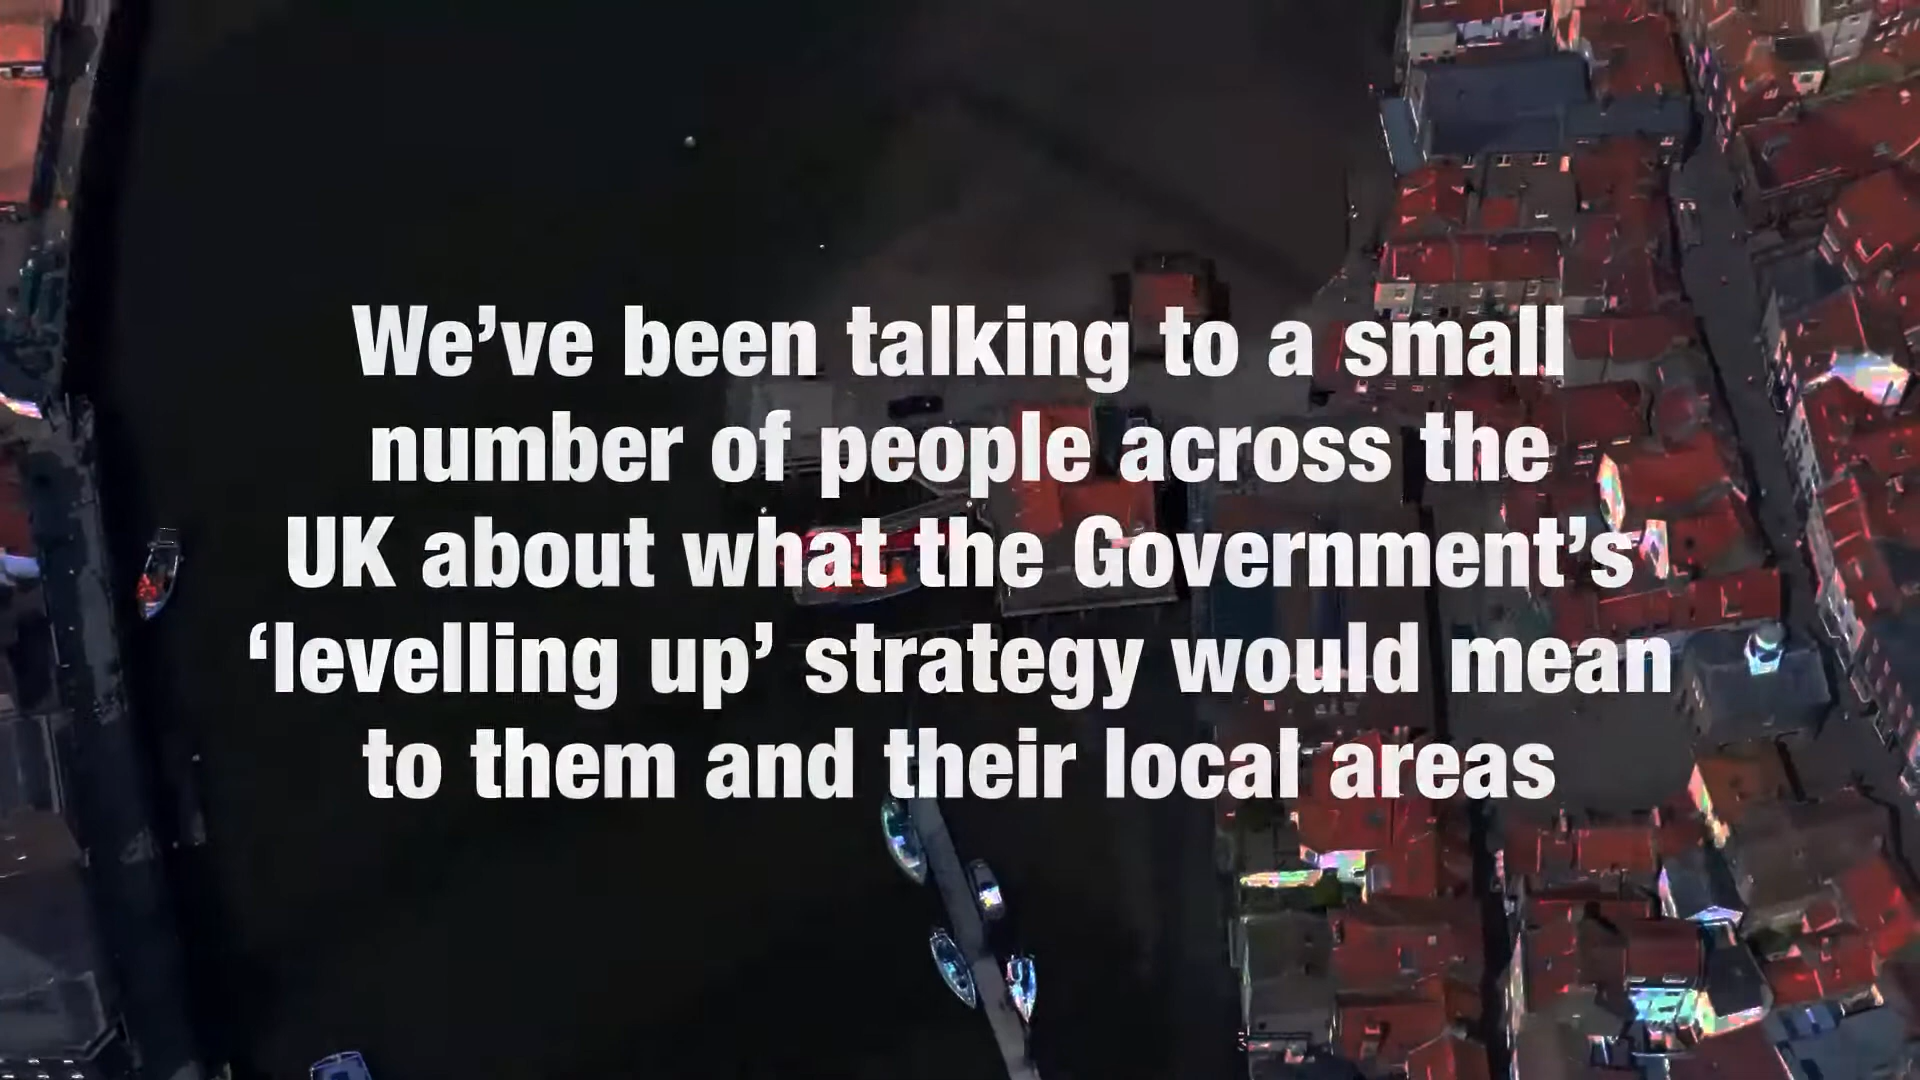 We’ve been talking to a small
number of people across the
UK about what the Government’s
‘levelling up’ strategy would mean
to them and their local areas